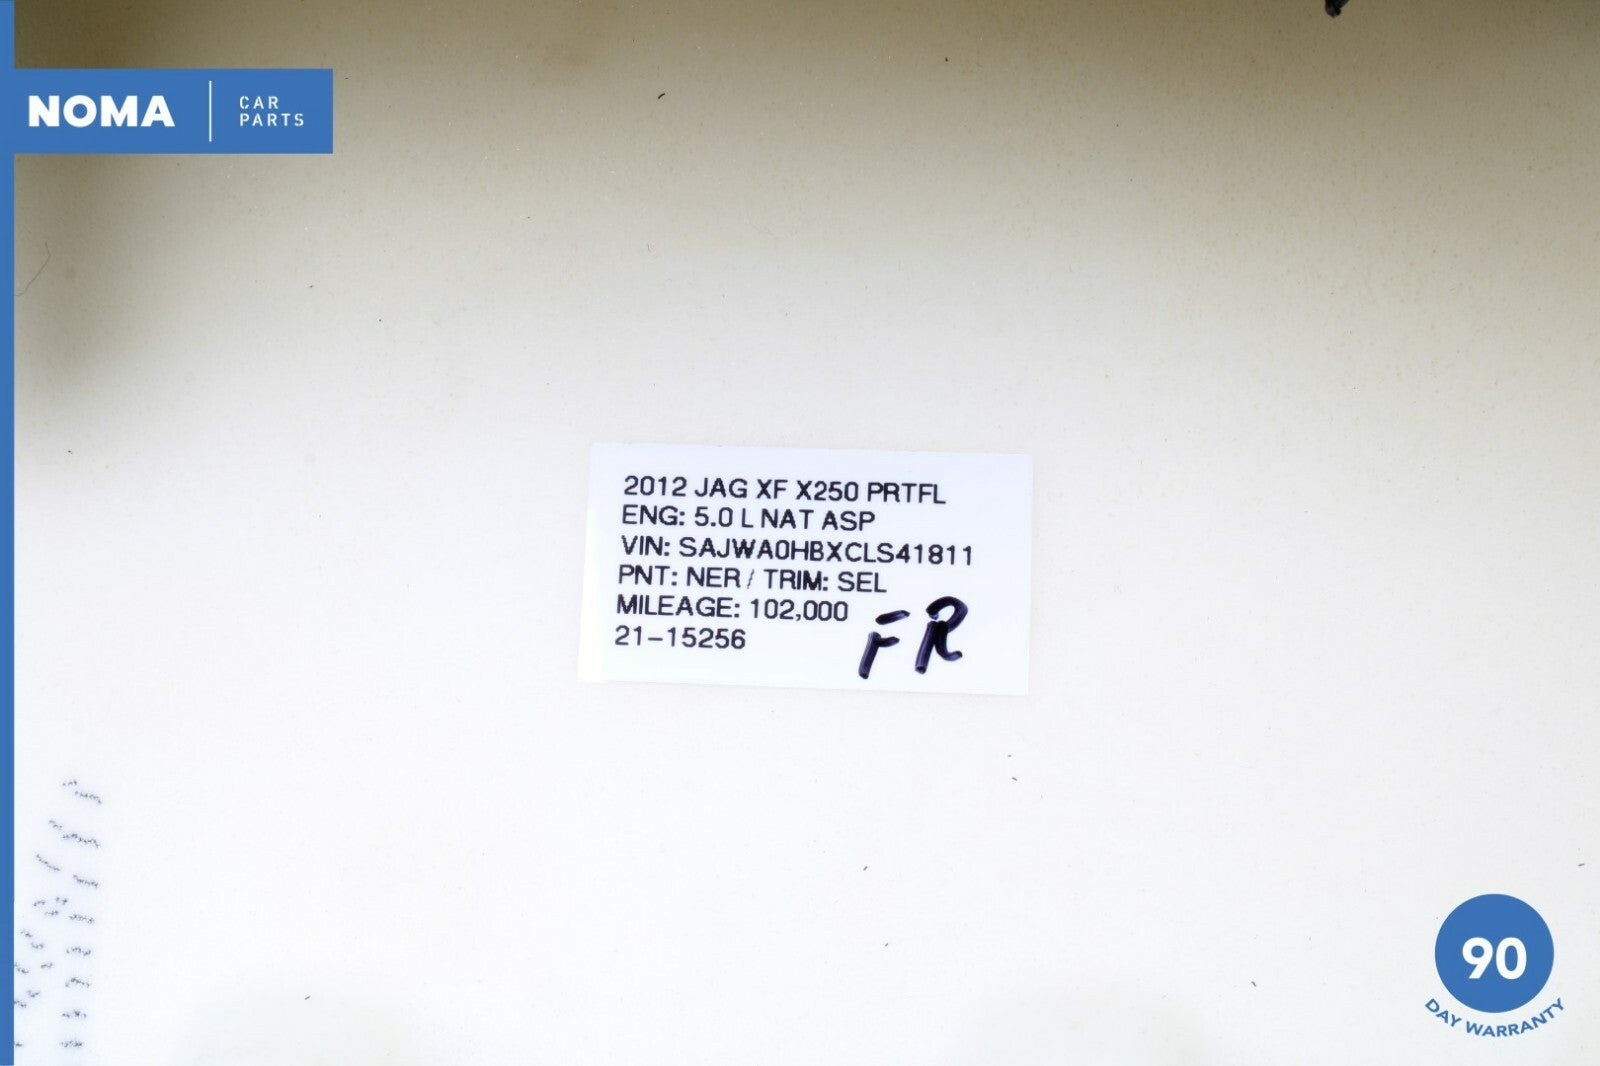 NOMA
CAR
PARTS
2012 JAG XF X250 PRTFL
ENG: 5.0 L NAT ASP
VIN: SAJWA0HBXCLS41811
PNT: NER / TRIM: SEL
MILEAGE: 102,000
21-15256
FR
90
DAY WARRANTY